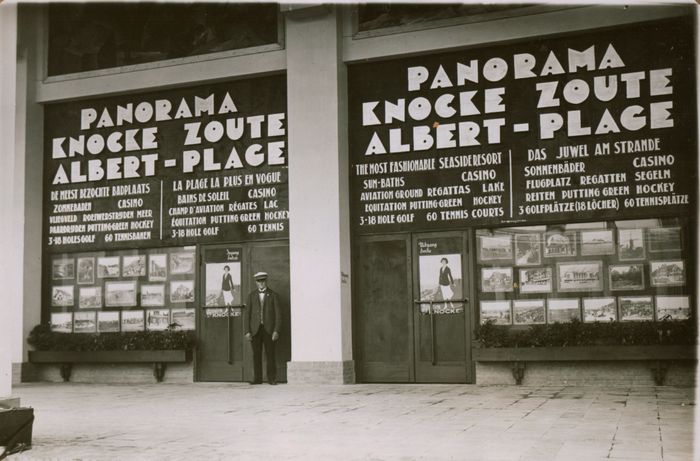 PANORAMA
KNOCKE ZOUTE
ALBERT-PLAGE
DE MEEST BEZOCHTE BADPLAATS
ZONNEBADEN CASINO
VLIEGVELD ROEIWEDSTRIJDEN MEER
PAARDRIJDEN PUTTING-GREEN HOCKEY
3-18 HOLES GOLF 60 TENNISBANEN
LA PLAGE LA PLUS EN VOGUE
BAINS DE SOLEIL CASINO
CHAMP D'AVIATION RÉGATES LAC
ÉQUITATION PUTTING GREEN HOCKEY
3-18 HOLE GOLF 60 TENNIS
KNOCKE
PANORAMA
KNOCKE ZOUTE
ALBERT-PLAGE
THE MOST FASHIONABLE SEASIDE RESORT
SUN-BATHS CASINO
AVIATION GROUND REGATTAS LAKE
EQUITATION PUTTING GREEN HOCKEY
3-18 HOLE GOLF 60 TENNIS COURTS
DAS JUWEL AM STRANDE
SONNENBÄDER CASINO
FLUGPLATZ REGATTEN SEGELN
REITEN PUTTING GREEN HOCKEY
3 GOLFPLÄTZE (18 LÖCHER) 60 TENNISPLÄTZE
KNOCKE